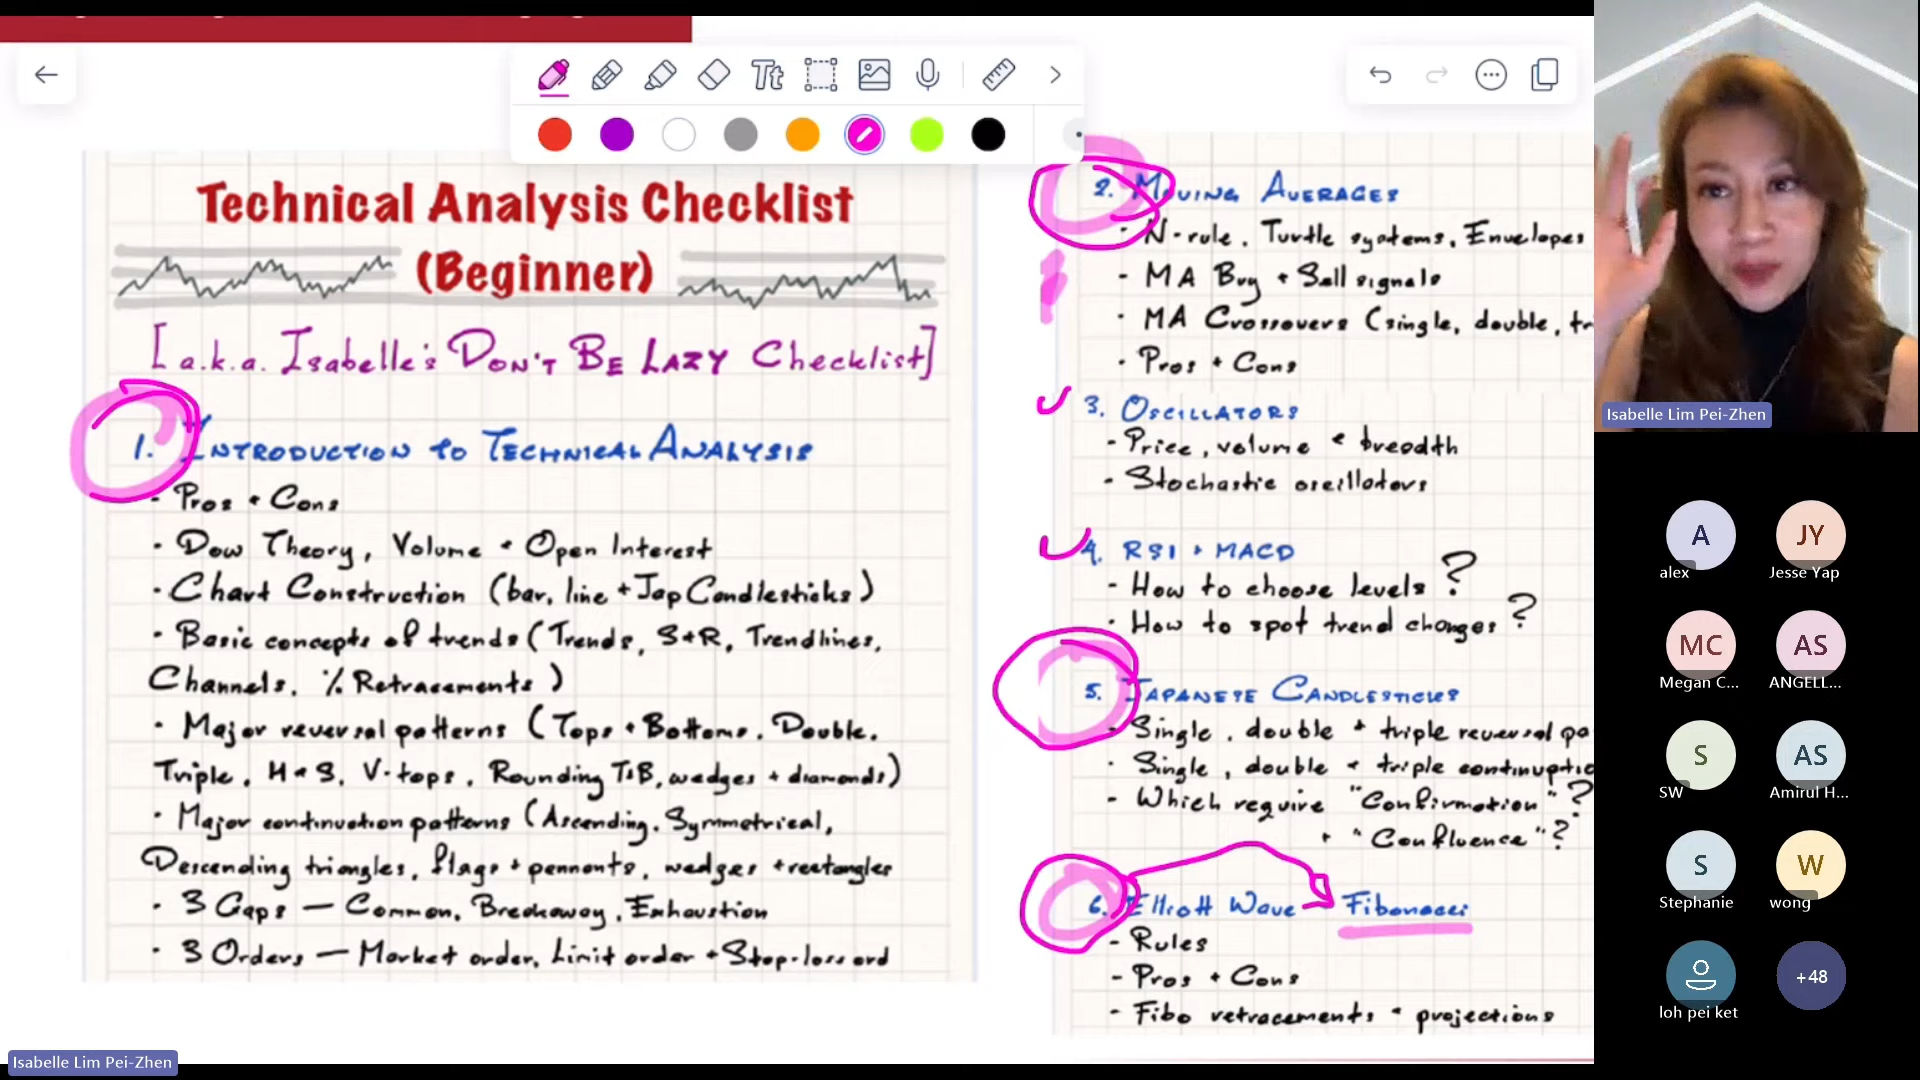 Technical Analysis Checklist
(Beginner)
[a.k.a. Isabelle's DON'T BE LAZY Checklist]
1. INTRODUCTION to TECHNICAL ANALYSIS
· Pros + Cons
· Dow Theory, Volume + Open Interest
· Chart Construction (bar, line + Jap Candlesticks)
· Basic concepts of trends (Trends, S+R, Trendlines,
Channels, % Retracements)
· Major reversal patterns (Tops + Bottoms, Double,
Triple, H+S, V-tops, Rounding T+B, wedges + diamonds)
· Major continuation patterns (Ascending, Symmetrical,
Descending triangles, flags + pennants, wedges + rectangles
· 3 Gaps — Common, Breakaway, Exhaustion
· 3 Orders — Market order, Limit order + Stop-loss ord
Tt
2. MOVING AVERAGES
· N-rule, Turtle systems, Envelopes
- MA Buy + Sell signals
· MA Crossovers (single, double, tr
· Pros + Cons
3. OSCILLATORS
- Price, volume + breadth
- Stochastic oscillators
4. RSI + MACD
- How to choose levels?
· How to spot trend changes?
5. JAPANESE CANDLESTICKS
- Single, double + triple reversal pa
· Single, double + triple continuatio
- Which require "Confirmation"?
+ "Confluence"?
6. Elliott Wave Fibonacci
- Rules
- Pros + Cons
- Fibo retracements + projections
Isabelle Lim Pei-Zhen
Isabelle Lim Pei-Zhen
A
alex
JY
Jesse Yap
MC
Megan C...
AS
ANGELL...
S
SW
AS
Amirul H...
S
Stephanie
W
wong
loh pei ket
+48